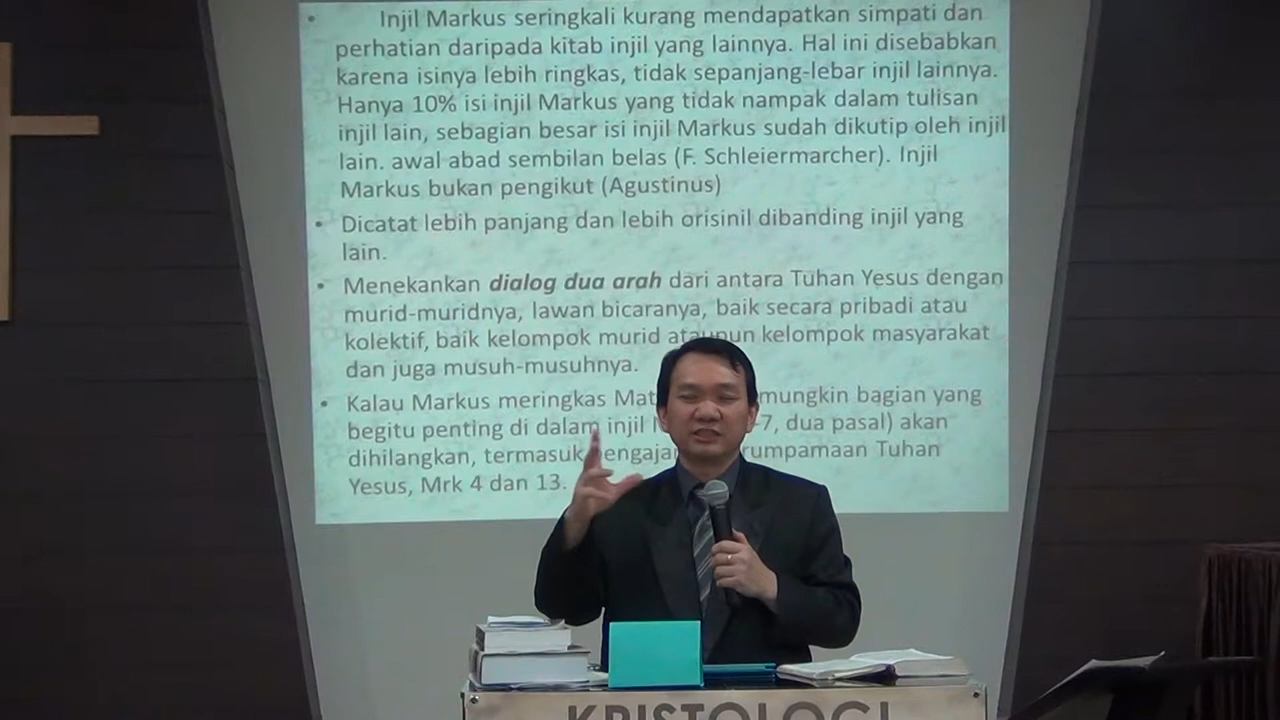 • Injil Markus seringkali kurang mendapatkan simpati dan
perhatian daripada kitab injil yang lainnya. Hal ini disebabkan
karena isinya lebih ringkas, tidak sepanjang-lebar injil lainnya.
Hanya 10% isi injil Markus yang tidak nampak dalam tulisan
injil lain, sebagian besar isi injil Markus sudah dikutip oleh injil
lain. awal abad sembilan belas (F. Schleiermarcher). Injil
Markus bukan pengikut (Agustinus)
• Dicatat lebih panjang dan lebih orisinil dibanding injil yang
lain.
• Menekankan dialog dua arah dari antara Tuhan Yesus dengan
murid-muridnya, lawan bicaranya, baik secara pribadi atau
kolektif, baik kelompok murid ataupun kelompok masyarakat
dan juga musuh-musuhnya.
• Kalau Markus meringkas Mat mungkin bagian yang
begitu penting di dalam injil -7, dua pasal) akan
dihilangkan, termasuk pengajar rumpamaan Tuhan
Yesus, Mrk 4 dan 13.
KRISTOLOGI